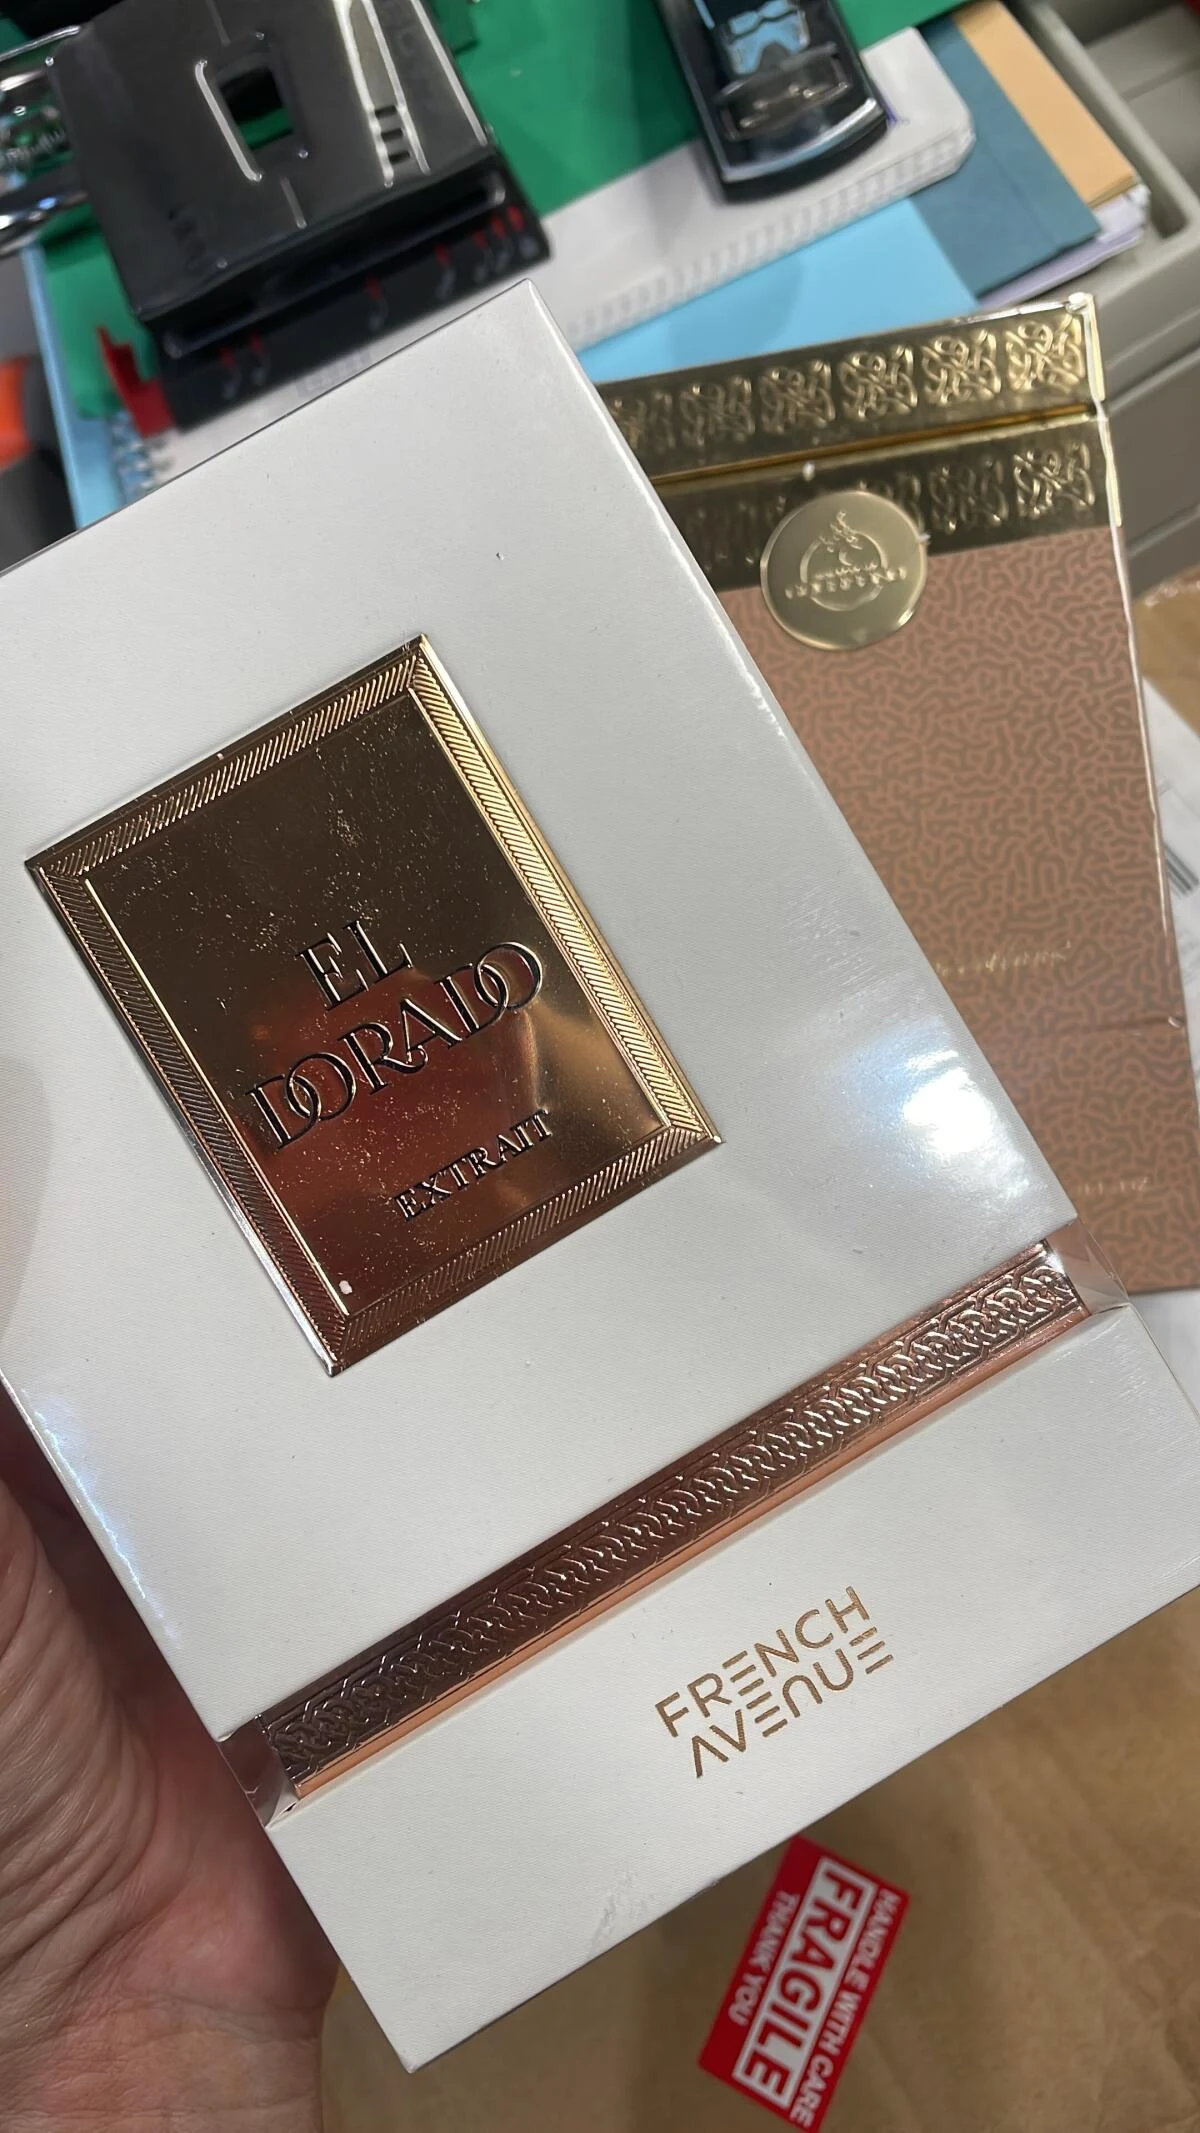 EL
DORADO
EXTRAIT
FRENCH
AVENUE
HANDLE WITH CARE
FRAGILE
THANK YOU